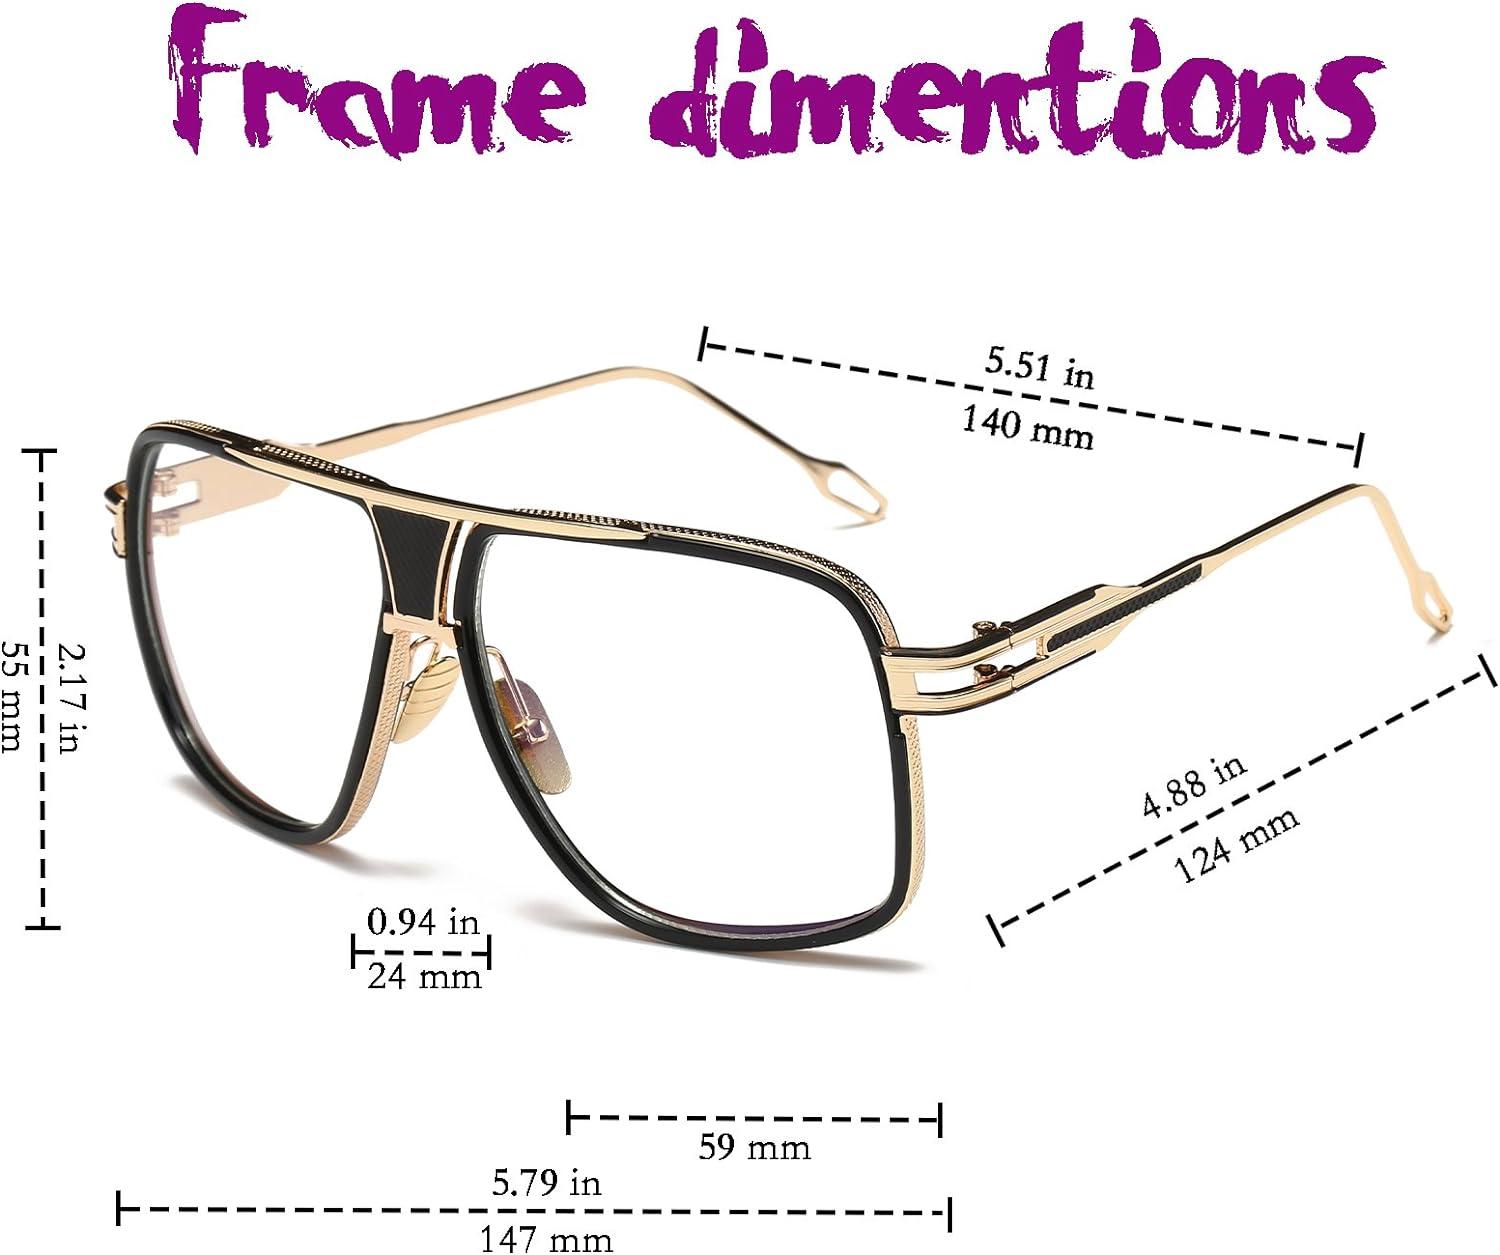 Frame dimentions
5.51 in
140 mm
2.17 in
55 mm
4.88 in
124 mm
0.94 in
24 mm
59 mm
5.79 in
147 mm